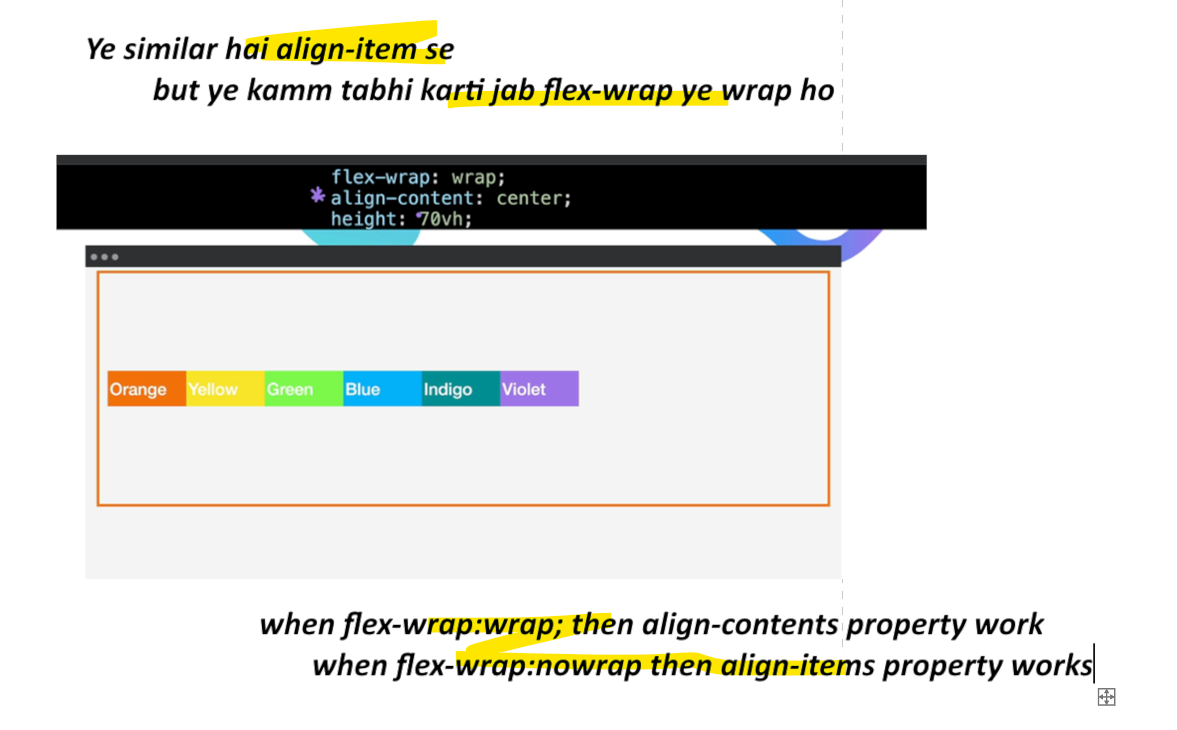 Ye similar hai align-item se
but ye kamm tabhi karti jab flex-wrap ye wrap ho
flex-wrap: wrap;
* align-content: center;
height: 70vh;
Orange Yellow Green Blue Indigo Violet
when flex-wrap:wrap; then align-contents property work
when flex-wrap:nowrap then align-items property works